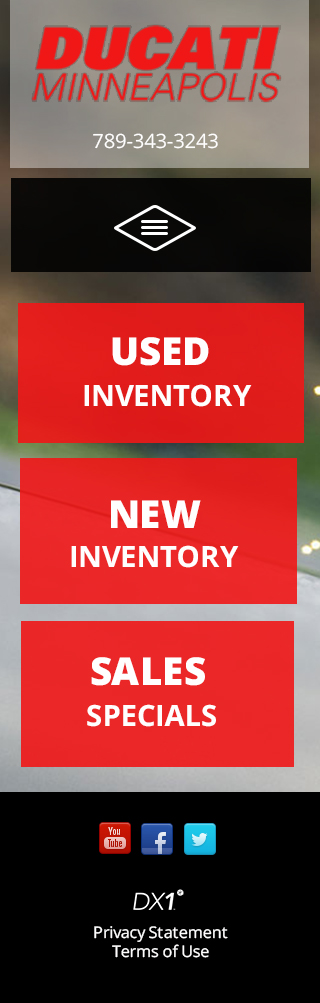 DUCATI
MINNEAPOLIS
789-343-3243
USED
INVENTORY
NEW
INVENTORY
SALES
SPECIALS
You
Tube
f
DX1
Privacy Statement
Terms of Use